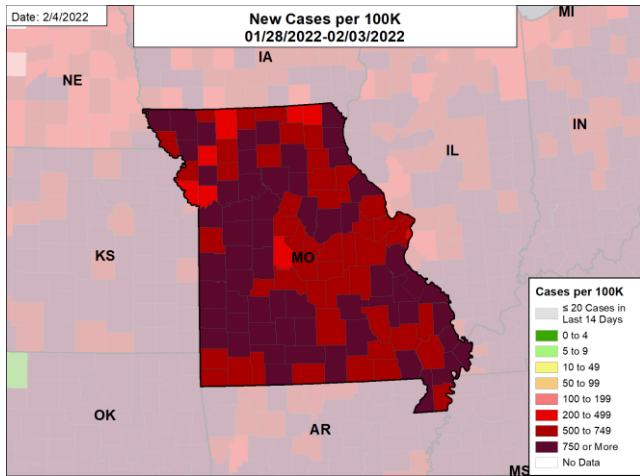 Date: 2/4/2022
New Cases per 100K
01/28/2022-02/03/2022
MI
IA
NE
IL
IN
KS
MO
OK
AR
MS
Cases per 100K
≤ 20 Cases in
Last 14 Days
0 to 4
5 to 9
10 to 49
50 to 99
100 to 199
200 to 499
500 to 749
750 or More
No Data